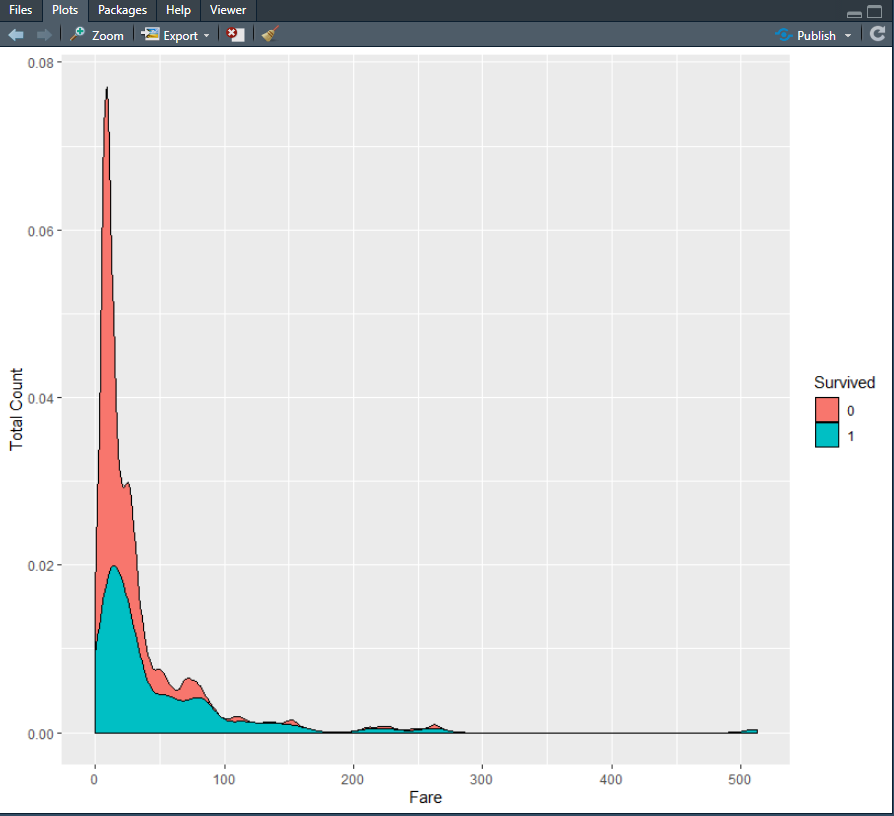 Files Plots Packages Help Viewer
Zoom Export Publish
0.08
0.06
0.04
0.02
0.00
Total Count
0 100 200 300 400 500
Fare
Survived
0
1